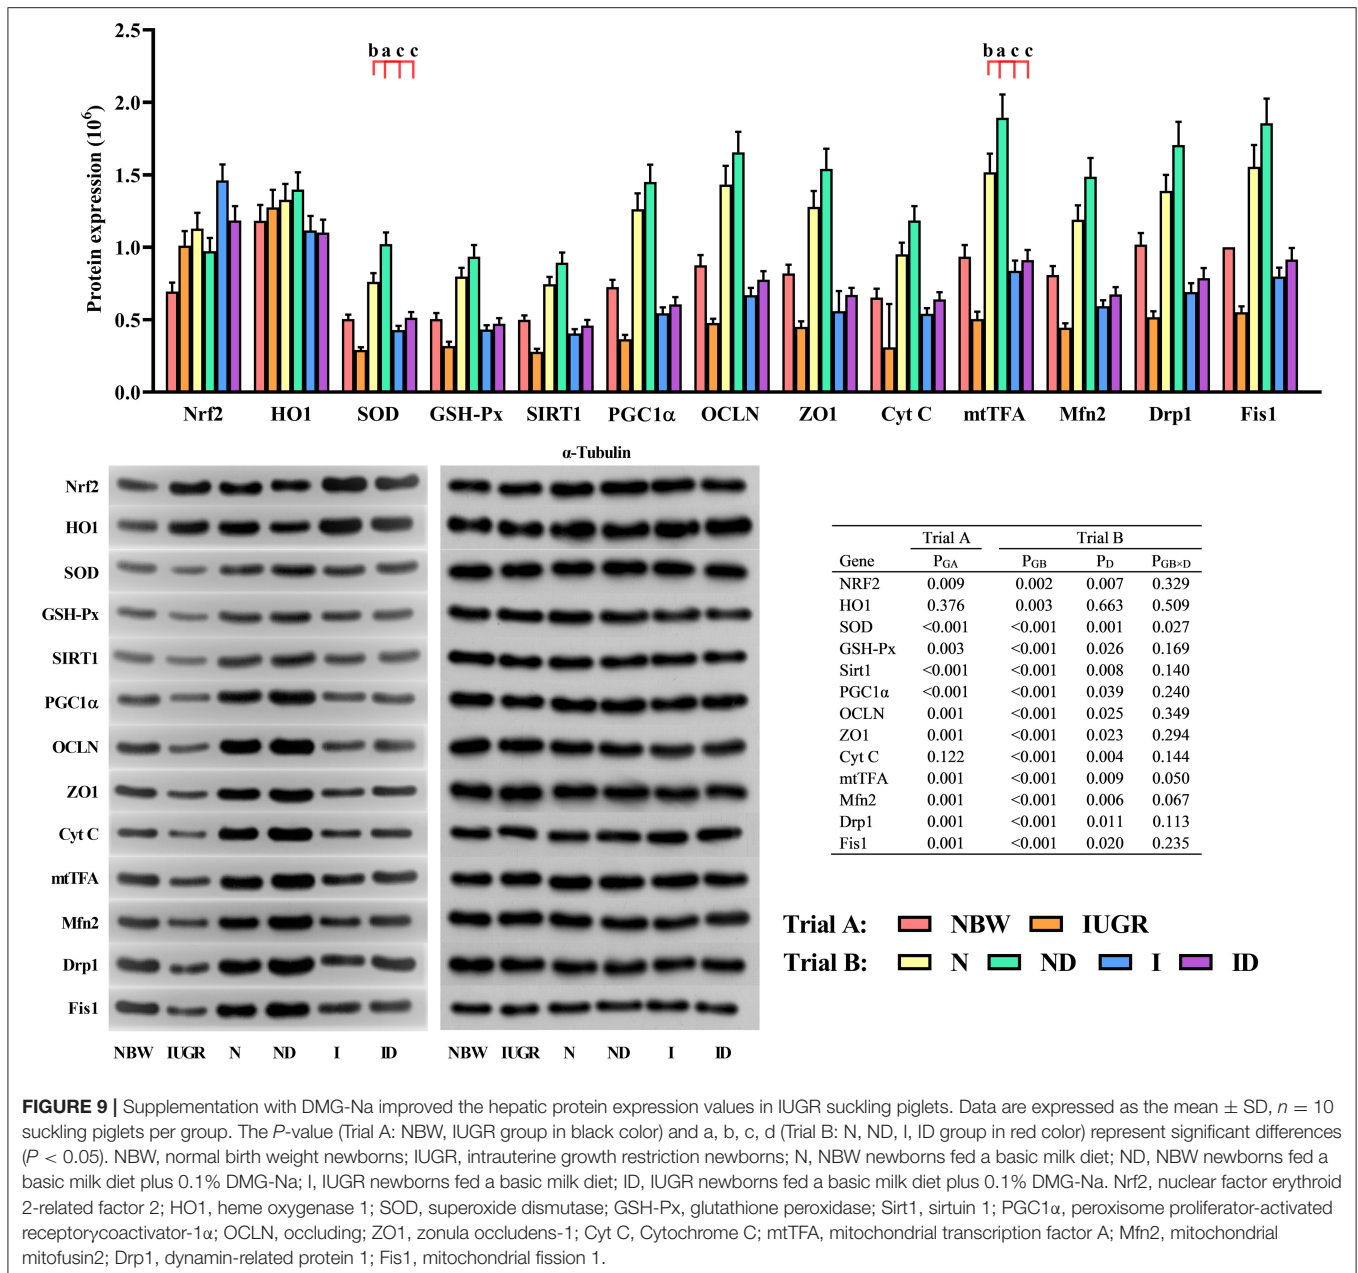 2.5
2.0
1.5
1.0
0.5
0.0
Protein expression (10⁶)
b a c c
b a c c
Nrf2 HO1 SOD GSH-Px SIRT1 PGC1α OCLN ZO1 Cyt C mtTFA Mfn2 Drp1 Fis1
α-Tubulin
Nrf2
HO1
SOD
GSH-Px
SIRT1
PGC1α
OCLN
ZO1
Cyt C
mtTFA
Mfn2
Drp1
Fis1
NBW IUGR N ND I ID
NBW IUGR N ND I ID
Trial A Trial B
Gene P_GA P_GB P_D P_GB×D
NRF2 0.009 0.002 0.007 0.329
HO1 0.376 0.003 0.663 0.509
SOD <0.001 <0.001 0.001 0.027
GSH-Px 0.003 <0.001 0.026 0.169
Sirt1 <0.001 <0.001 0.008 0.140
PGC1α <0.001 <0.001 0.039 0.240
OCLN 0.001 <0.001 0.025 0.349
ZO1 0.001 <0.001 0.023 0.294
Cyt C 0.122 <0.001 0.004 0.144
mtTFA 0.001 <0.001 0.009 0.050
Mfn2 0.001 <0.001 0.006 0.067
Drp1 0.001 <0.001 0.011 0.113
Fis1 0.001 <0.001 0.020 0.235
Trial A: NBW IUGR
Trial B: N ND I ID
FIGURE 9 | Supplementation with DMG-Na improved the hepatic protein expression values in IUGR suckling piglets. Data are expressed as the mean ± SD, n = 10
suckling piglets per group. The P-value (Trial A: NBW, IUGR group in black color) and a, b, c, d (Trial B: N, ND, I, ID group in red color) represent significant differences
(P < 0.05). NBW, normal birth weight newborns; IUGR, intrauterine growth restriction newborns; N, NBW newborns fed a basic milk diet; ND, NBW newborns fed a
basic milk diet plus 0.1% DMG-Na; I, IUGR newborns fed a basic milk diet; ID, IUGR newborns fed a basic milk diet plus 0.1% DMG-Na. Nrf2, nuclear factor erythroid
2-related factor 2; HO1, heme oxygenase 1; SOD, superoxide dismutase; GSH-Px, glutathione peroxidase; Sirt1, sirtuin 1; PGC1α, peroxisome proliferator-activated
receptorγcoactivator-1α; OCLN, occluding; ZO1, zonula occludens-1; Cyt C, Cytochrome C; mtTFA, mitochondrial transcription factor A; Mfn2, mitochondrial
mitofusin2; Drp1, dynamin-related protein 1; Fis1, mitochondrial fission 1.